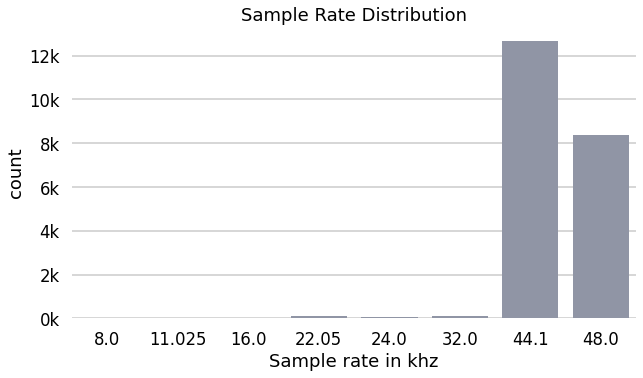 Sample Rate Distribution
12k
10k
8k
6k
4k
2k
0k
count
8.0 11.025 16.0 22.05 24.0 32.0 44.1 48.0
Sample rate in khz